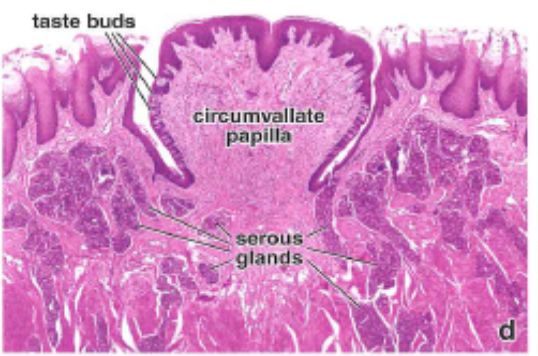 taste buds
circumvallate
papilla
serous
glands
d